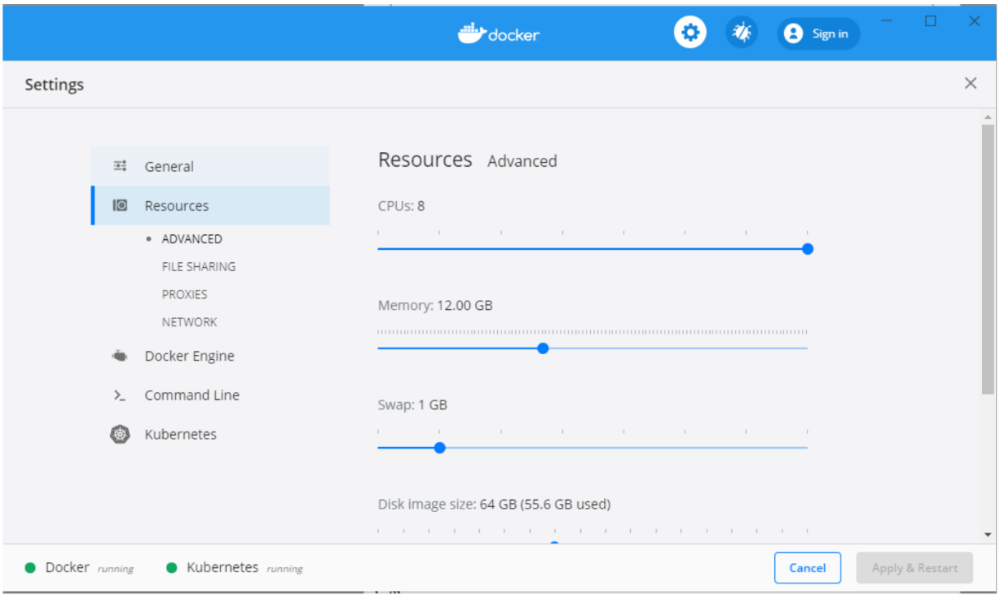 docker
Sign in
Settings
General
Resources
ADVANCED
FILE SHARING
PROXIES
NETWORK
Docker Engine
Command Line
Kubernetes
Resources Advanced
CPUs: 8
Memory: 12.00 GB
Swap: 1 GB
Disk image size: 64 GB (55.6 GB used)
Docker running Kubernetes running
Cancel
Apply & Restart